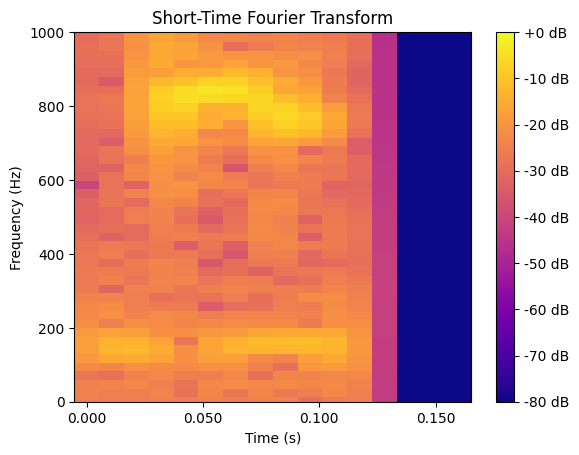 Short-Time Fourier Transform
1000
800
600
400
200
0
Frequency (Hz)
0.000
0.050
0.100
0.150
Time (s)
+0 dB
-10 dB
-20 dB
-30 dB
-40 dB
-50 dB
-60 dB
-70 dB
-80 dB